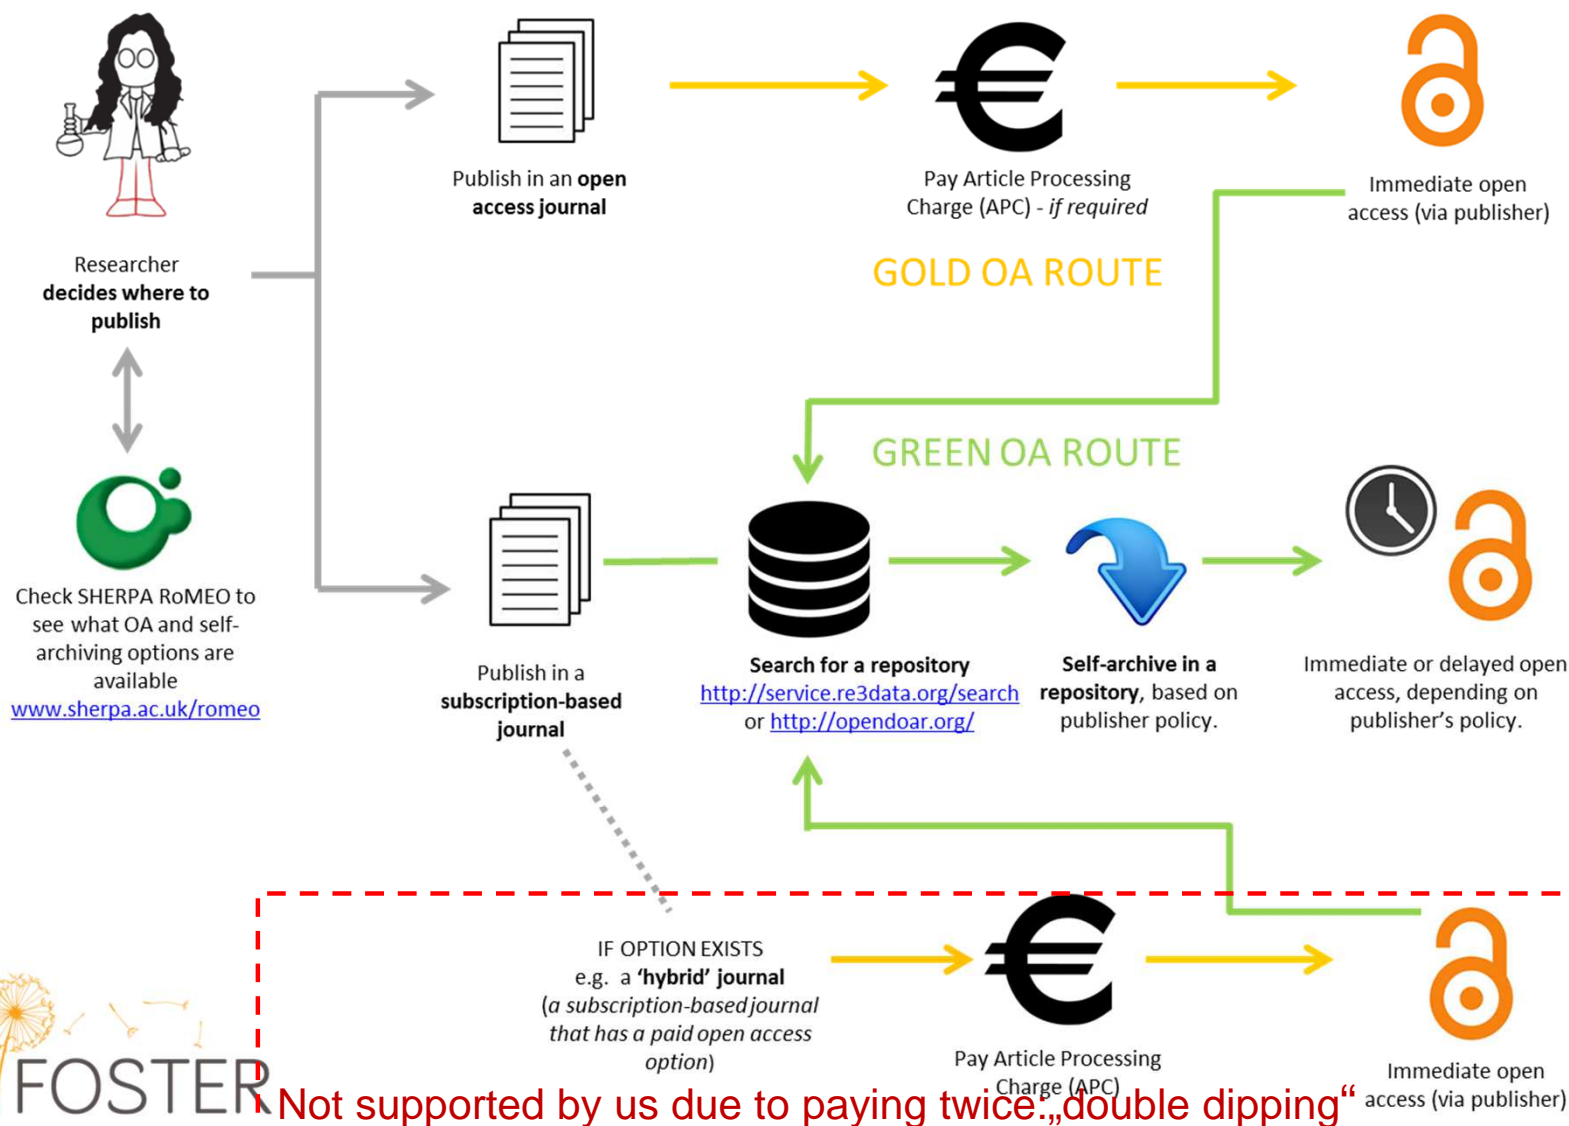 Publish in an open
access journal
Pay Article Processing
Charge (APC) - if required
Immediate open
access (via publisher)
GOLD OA ROUTE
Researcher
decides where to
publish
Check SHERPA RoMEO to
see what OA and self-
archiving options are
available
www.sherpa.ac.uk/romeo
GREEN OA ROUTE
Publish in a
subscription-based
journal
Search for a repository
http://service.re3data.org/search
or http://opendoar.org/
Self-archive in a
repository, based on
publisher policy.
Immediate or delayed open
access, depending on
publisher's policy.
IF OPTION EXISTS
e.g. a ‘hybrid’ journal
(a subscription-based journal
that has a paid open access
option)
Pay Article Processing
Charge (APC)
Immediate open
access (via publisher)
FOSTER
Not supported by us due to paying twice:„double dipping“